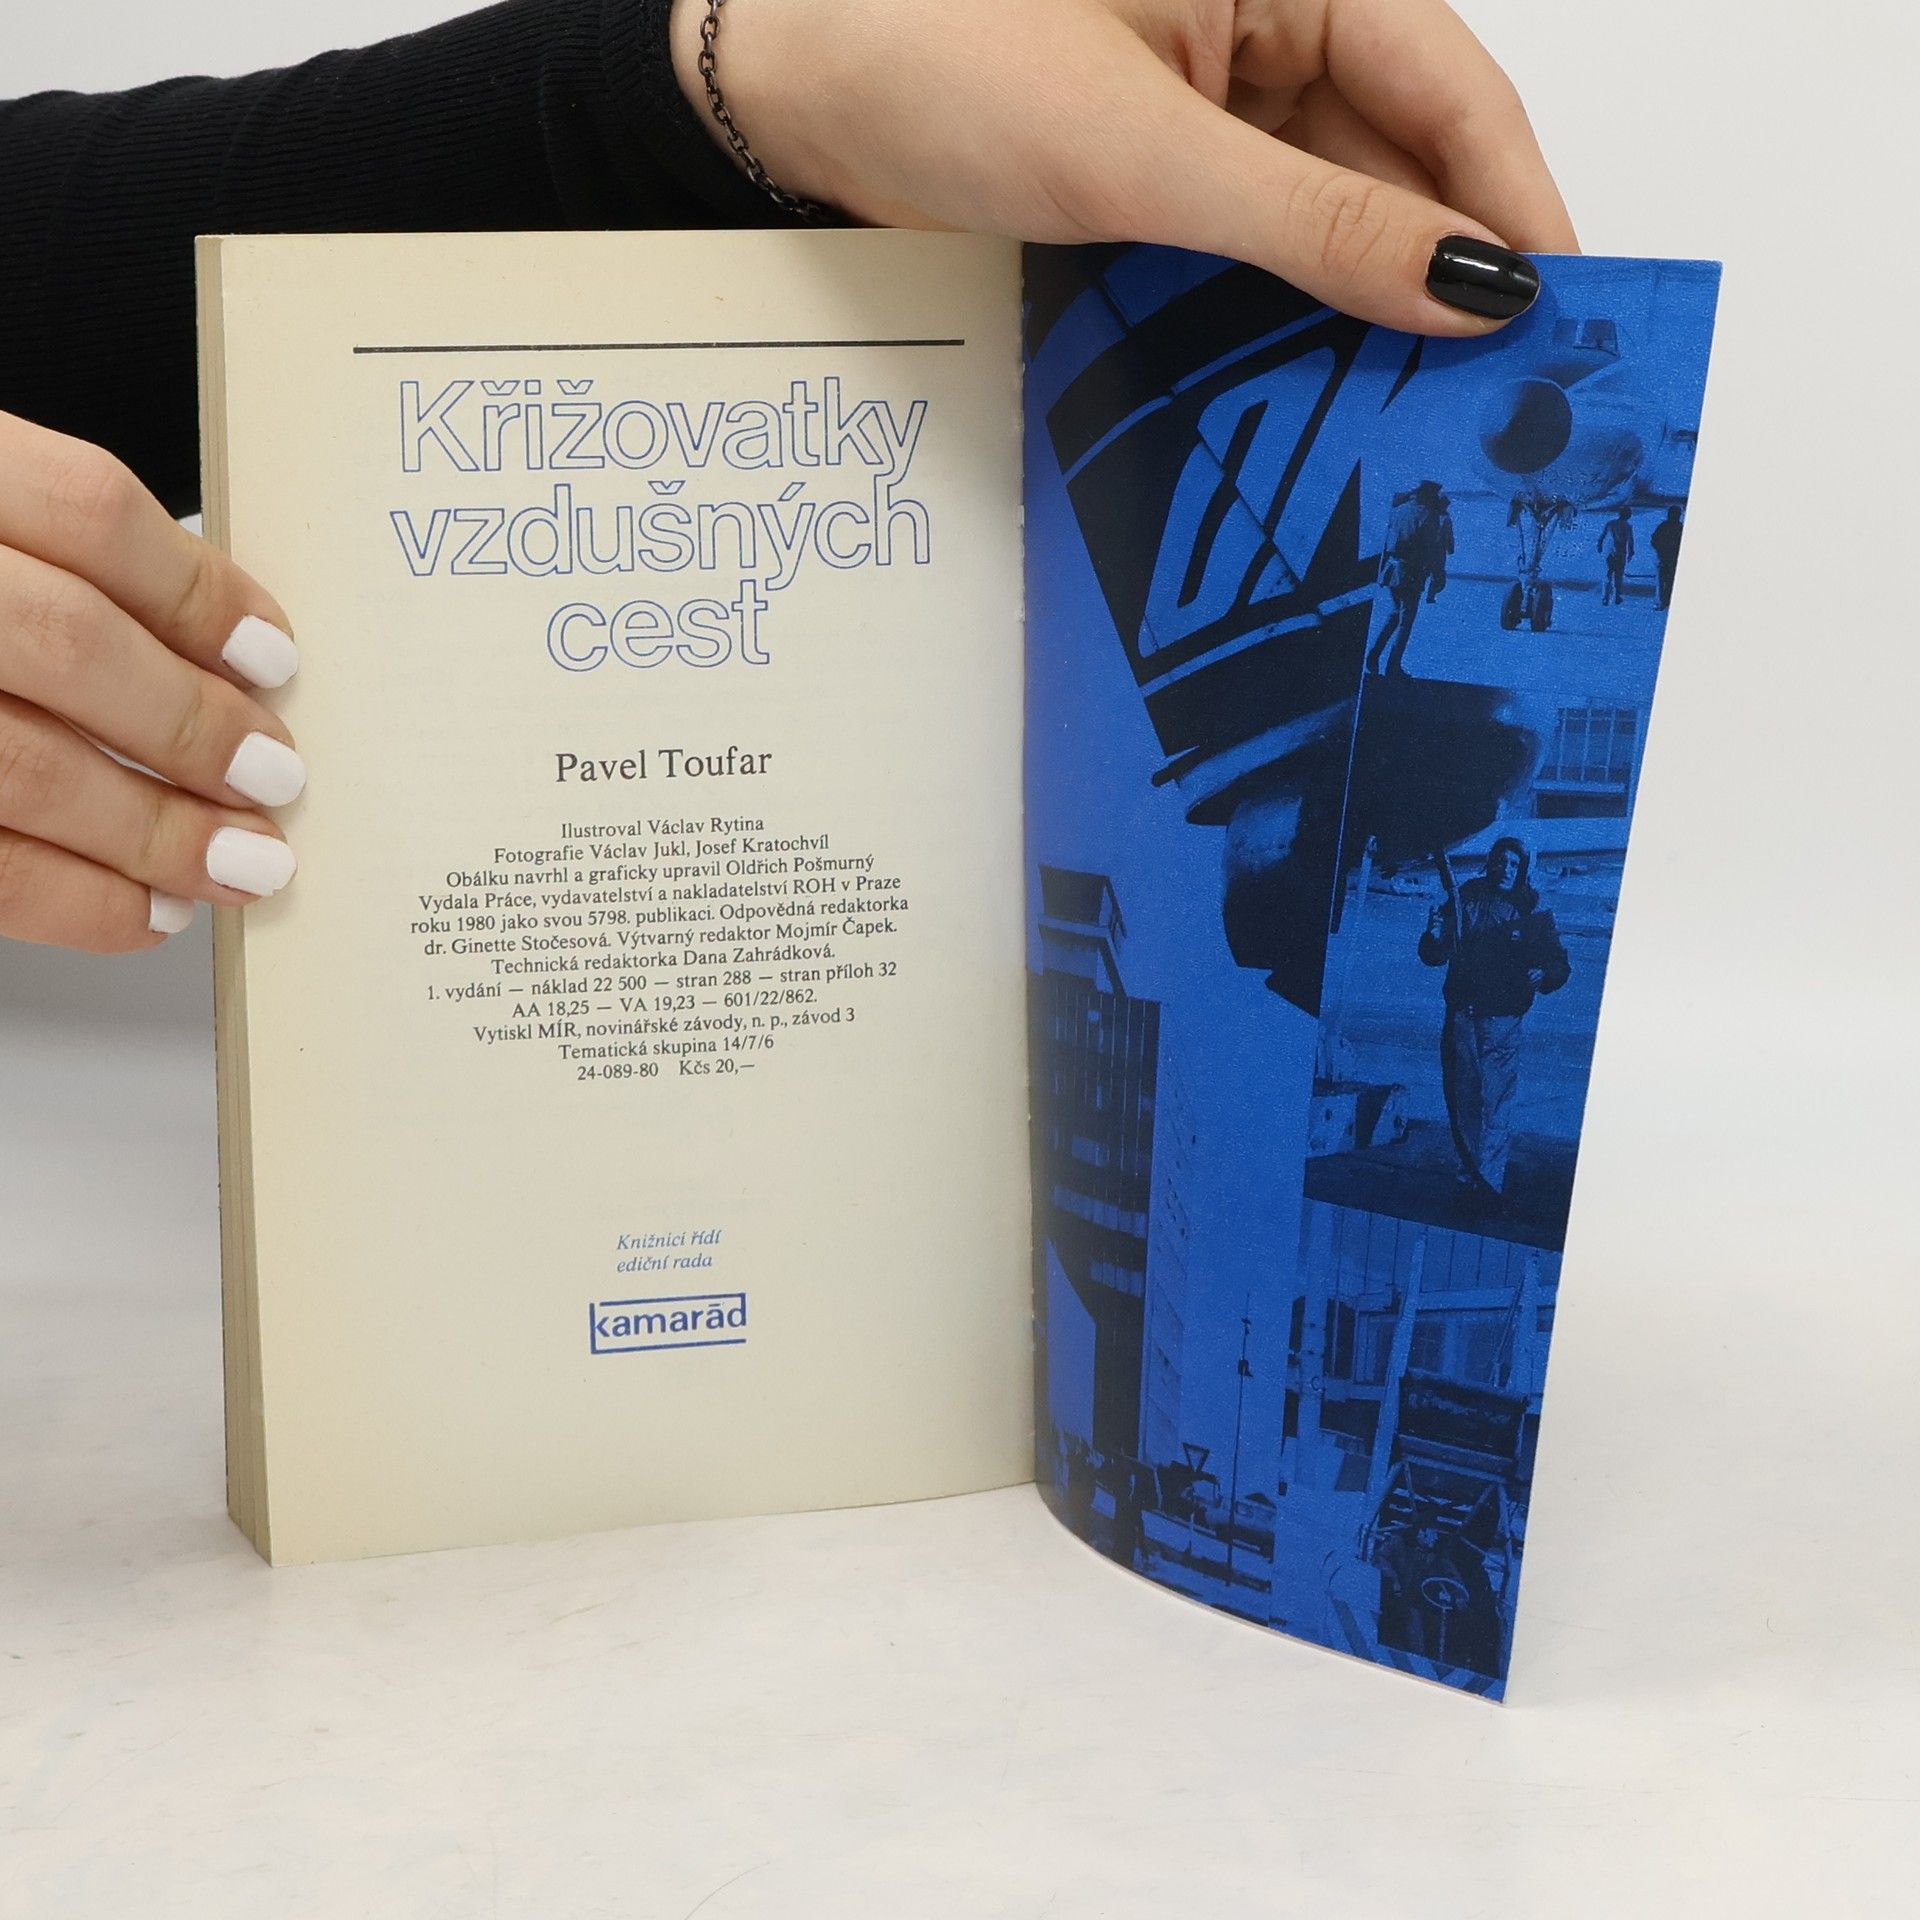 Křižovatky
vzdušných
cest
Pavel Toufar
Ilustroval Václav Rytina
Fotografie Václav Jukl, Josef Kratochvíl
Obálku navrhl a graficky upravil Oldřich Pošmurný
Vydala Práce, vydavatelství a nakladatelství ROH v Praze
roku 1980 jako svou 5798. publikaci. Odpovědná redaktorka
dr. Ginette Stočesová. Výtvarný redaktor Mojmír Čapek.
Technická redaktorka Dana Zahrádková.
1. vydání — náklad 22 500 — stran 288 — stran příloh 32
AA 18,25 — VA 19,23 — 601/22/862.
Vytiskl MÍR, novinářské závody, n. p., závod 3
Tematická skupina 14/7/6
24-089-80 Kčs 20,—
Knižnici řídí
ediční rada
kamarád
OK